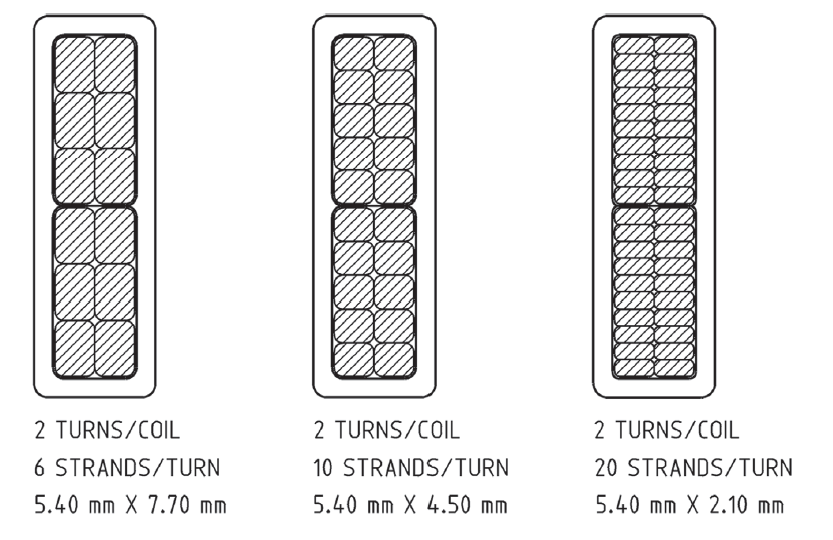 2 TURNS/COIL
6 STRANDS/TURN
5.40 mm X 7.70 mm
2 TURNS/COIL
10 STRANDS/TURN
5.40 mm X 4.50 mm
2 TURNS/COIL
20 STRANDS/TURN
5.40 mm X 2.10 mm